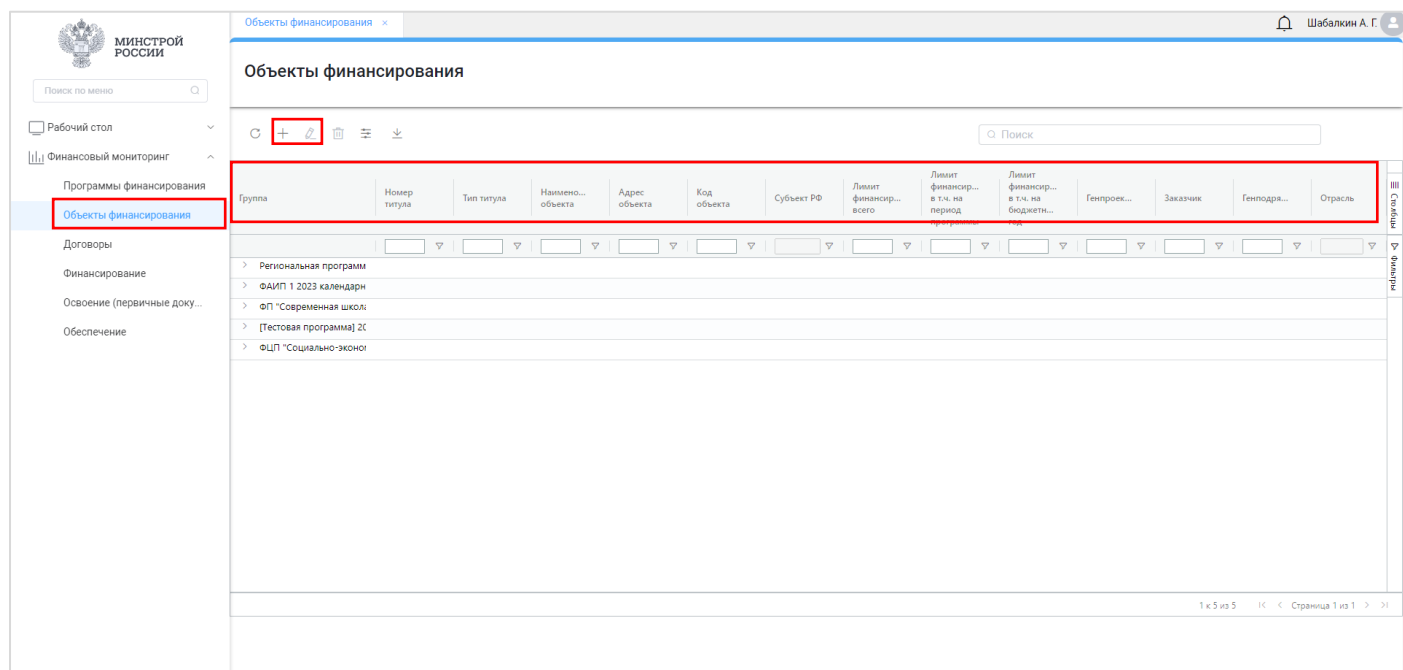 МИНСТРОЙ
РОССИИ
Поиск по меню
Рабочий стол
Финансовый мониторинг
Программы финансирования
Объекты финансирования
Договоры
Финансирование
Освоение (первичные доку...
Обеспечение
Объекты финансирования ×
Шабалкин А. Г.
Объекты финансирования
Поиск
Группа
Номер
титула
Тип титула
Наимено...
объекта
Адрес
объекта
Код
объекта
Субъект РФ
Лимит
финансир...
всего
Лимит
финансир...
в т.ч. на
период
программы
Лимит
финансир...
в т.ч. на
бюджетн...
год
Генпроек...
Заказчик
Генподря...
Отрасль
Столбцы
Фильтры
Региональная программ
ФАИП 1 2023 календарн
ФП "Современная школа
[Тестовая программа] 20
ФЦП "Социально-эконом
1 к 5 из 5
Страница 1 из 1